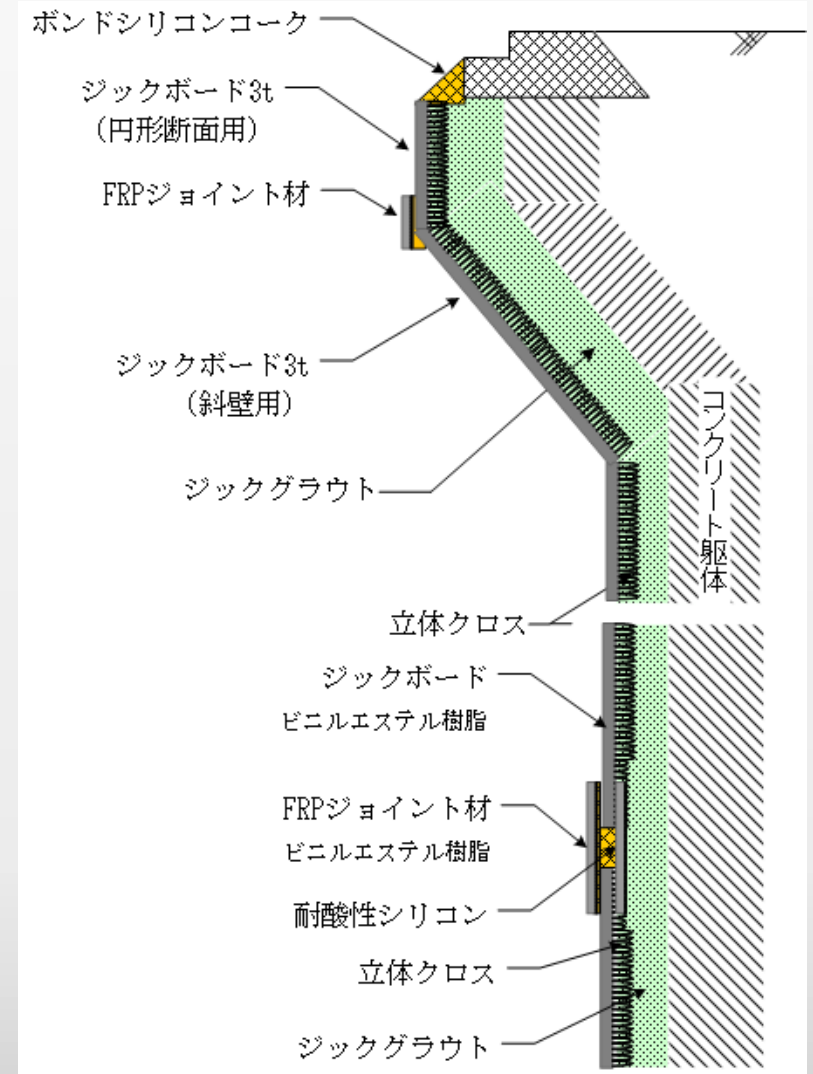 ボンドシリコンコーク
ジックボード3t
（円形断面用）
FRPジョイント材
ジックボード3t
（斜壁用）
ジックグラウト
コンクリート躯体
立体クロス
ジックボード
ビニルエステル樹脂
FRPジョイント材
ビニルエステル樹脂
耐酸性シリコン
立体クロス
ジックグラウト